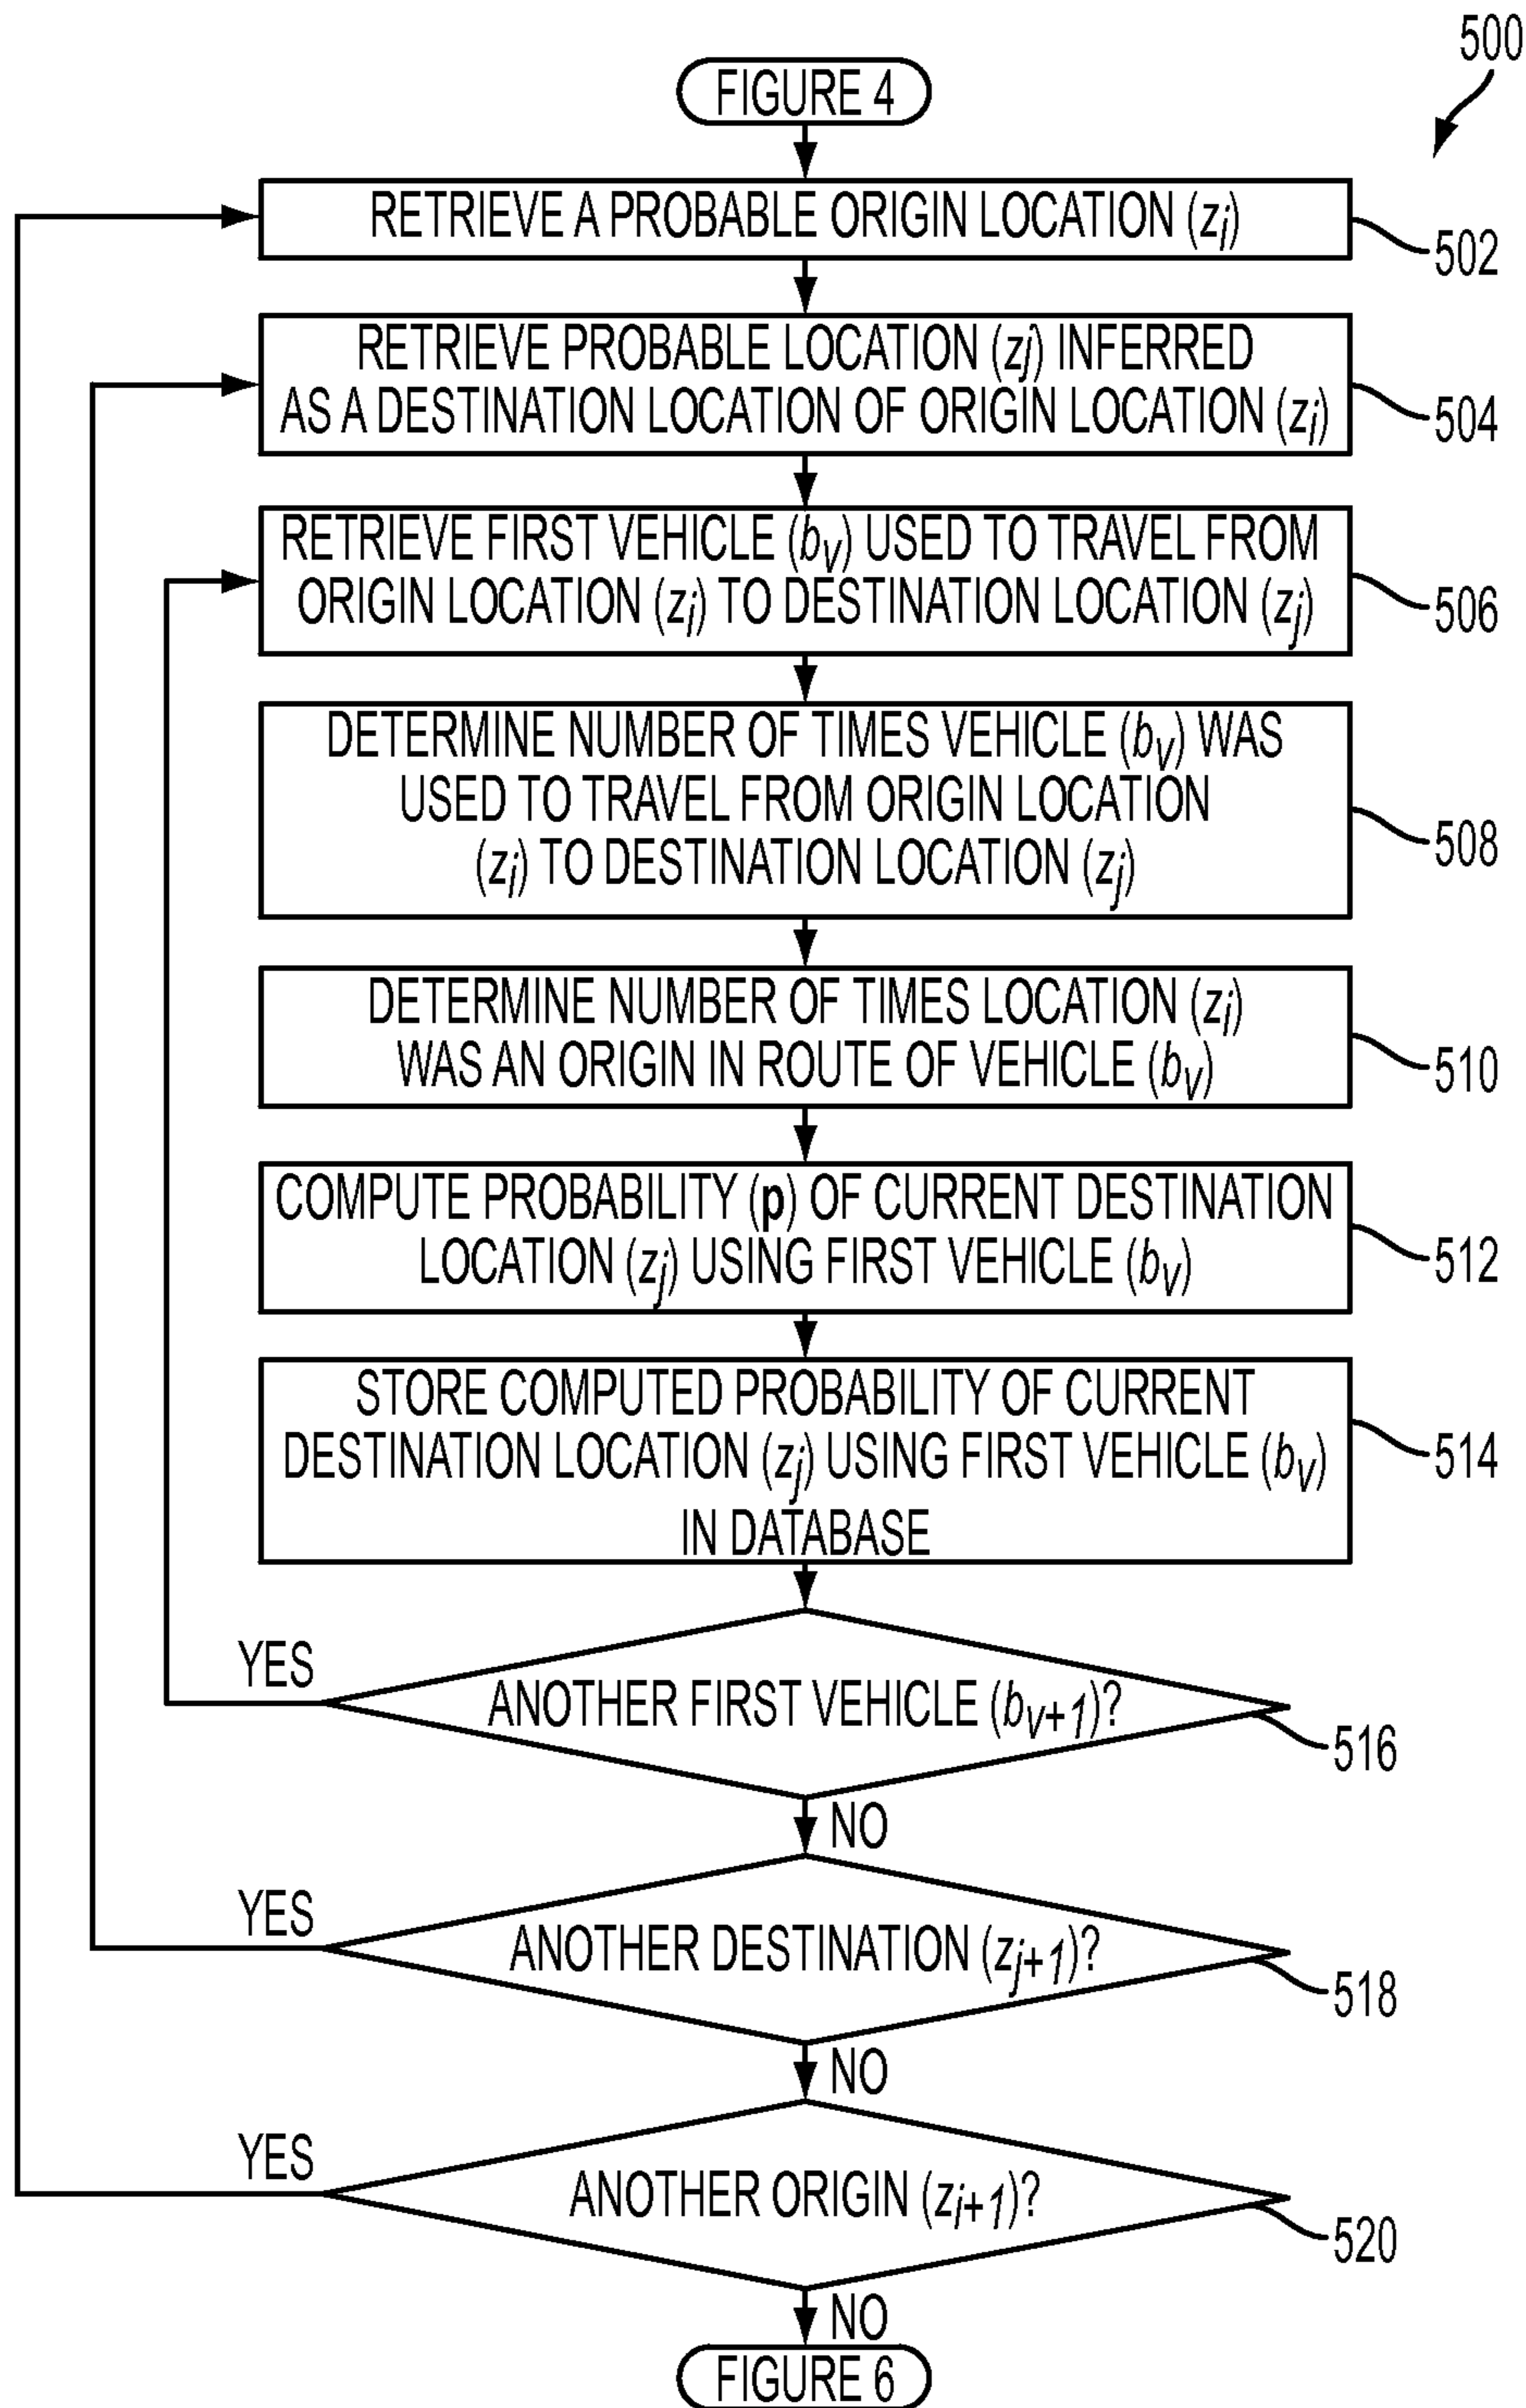 500
FIGURE 4
RETRIEVE A PROBABLE ORIGIN LOCATION (zi)
502
RETRIEVE PROBABLE LOCATION (zj) INFERRED
AS A DESTINATION LOCATION OF ORIGIN LOCATION (zi)
504
RETRIEVE FIRST VEHICLE (bv) USED TO TRAVEL FROM
ORIGIN LOCATION (zi) TO DESTINATION LOCATION (zj)
506
DETERMINE NUMBER OF TIMES VEHICLE (bv) WAS
USED TO TRAVEL FROM ORIGIN LOCATION
(zi) TO DESTINATION LOCATION (zj)
508
DETERMINE NUMBER OF TIMES LOCATION (zi)
WAS AN ORIGIN IN ROUTE OF VEHICLE (bv)
510
COMPUTE PROBABILITY (p) OF CURRENT DESTINATION
LOCATION (zj) USING FIRST VEHICLE (bv)
512
STORE COMPUTED PROBABILITY OF CURRENT
DESTINATION LOCATION (zj) USING FIRST VEHICLE (bv)
IN DATABASE
514
YES
ANOTHER FIRST VEHICLE (bv+1)?
516
NO
YES
ANOTHER DESTINATION (zj+1)?
518
NO
YES
ANOTHER ORIGIN (zi+1)?
520
NO
FIGURE 6